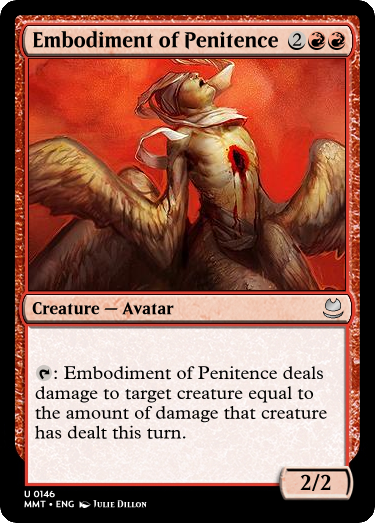 Embodiment of Penitence 2
Creature — Avatar
: Embodiment of Penitence deals
damage to target creature equal to
the amount of damage that creature
has dealt this turn.
2/2
U 0146
MMT • ENG JULIE DILLON